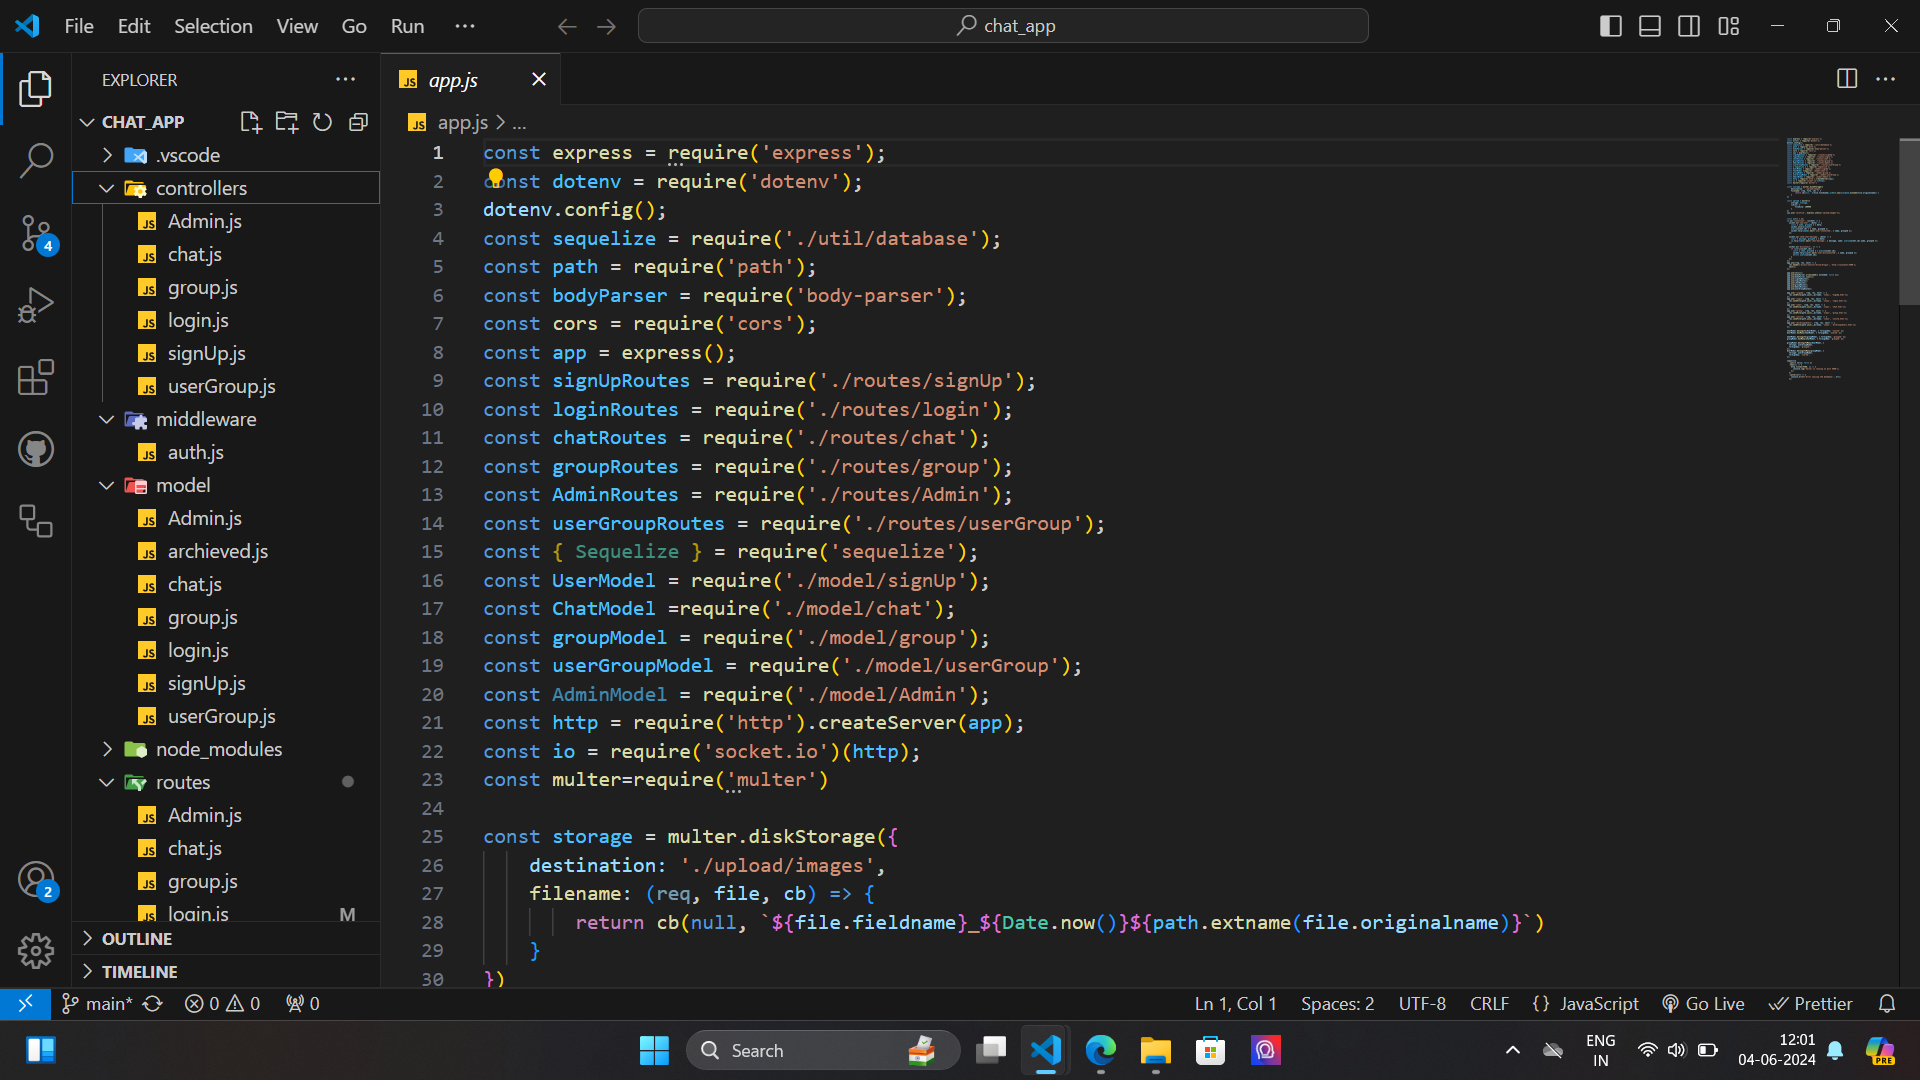 File Edit Selection View Go Run ··· chat_app
EXPLORER
CHAT_APP
.vscode
controllers
Admin.js
chat.js
group.js
login.js
signUp.js
userGroup.js
middleware
auth.js
model
Admin.js
archieved.js
chat.js
group.js
login.js
signUp.js
userGroup.js
node_modules
routes
Admin.js
chat.js
group.js
login.js M
OUTLINE
TIMELINE
4
2
JS app.js
JS app.js > ...
1 const express = require('express');
2 const dotenv = require('dotenv');
3 dotenv.config();
4 const sequelize = require('./util/database');
5 const path = require('path');
6 const bodyParser = require('body-parser');
7 const cors = require('cors');
8 const app = express();
9 const signUpRoutes = require('./routes/signUp');
10 const loginRoutes = require('./routes/login');
11 const chatRoutes = require('./routes/chat');
12 const groupRoutes = require('./routes/group');
13 const AdminRoutes = require('./routes/Admin');
14 const userGroupRoutes = require('./routes/userGroup');
15 const { Sequelize } = require('sequelize');
16 const UserModel = require('./model/signUp');
17 const ChatModel =require('./model/chat');
18 const groupModel = require('./model/group');
19 const userGroupModel = require('./model/userGroup');
20 const AdminModel = require('./model/Admin');
21 const http = require('http').createServer(app);
22 const io = require('socket.io')(http);
23 const multer=require('multer')
24
25 const storage = multer.diskStorage({
26 destination: './upload/images',
27 filename: (req, file, cb) => {
28 return cb(null, `${file.fieldname}_${Date.now()}${path.extname(file.originalname)}`)
29 }
30 })
main* 0 0 0 Ln 1, Col 1 Spaces: 2 UTF-8 CRLF {} JavaScript Go Live Prettier
Search
ENG
IN
12:01
04-06-2024
PRE